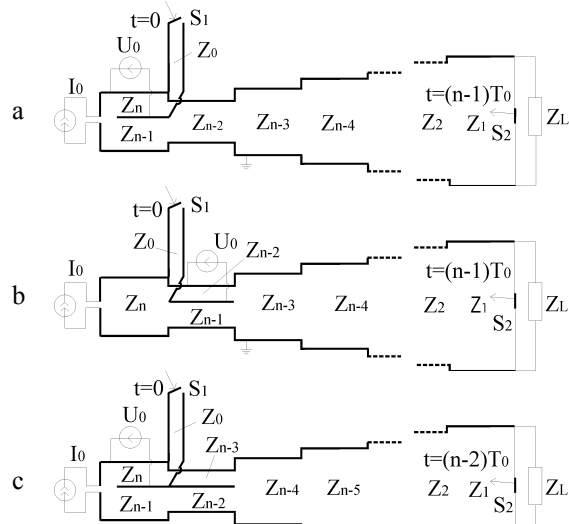 t=0 S1
U0
Z0
I0
Zn
a
Zn-1 Zn-2 Zn-3 Zn-4 Z2 Z1 t=(n-1)T0 S2 ZL
t=0 S1
Z0 U0 Zn-2
I0
b Zn Zn-1 Zn-3 Zn-4 Z2 Z1 t=(n-1)T0 S2 ZL
t=0 S1
U0 Z0
Zn-3
I0
Zn
c
Zn-1 Zn-2 Zn-4 Zn-5 Z2 Z1 t=(n-2)T0 S2 ZL